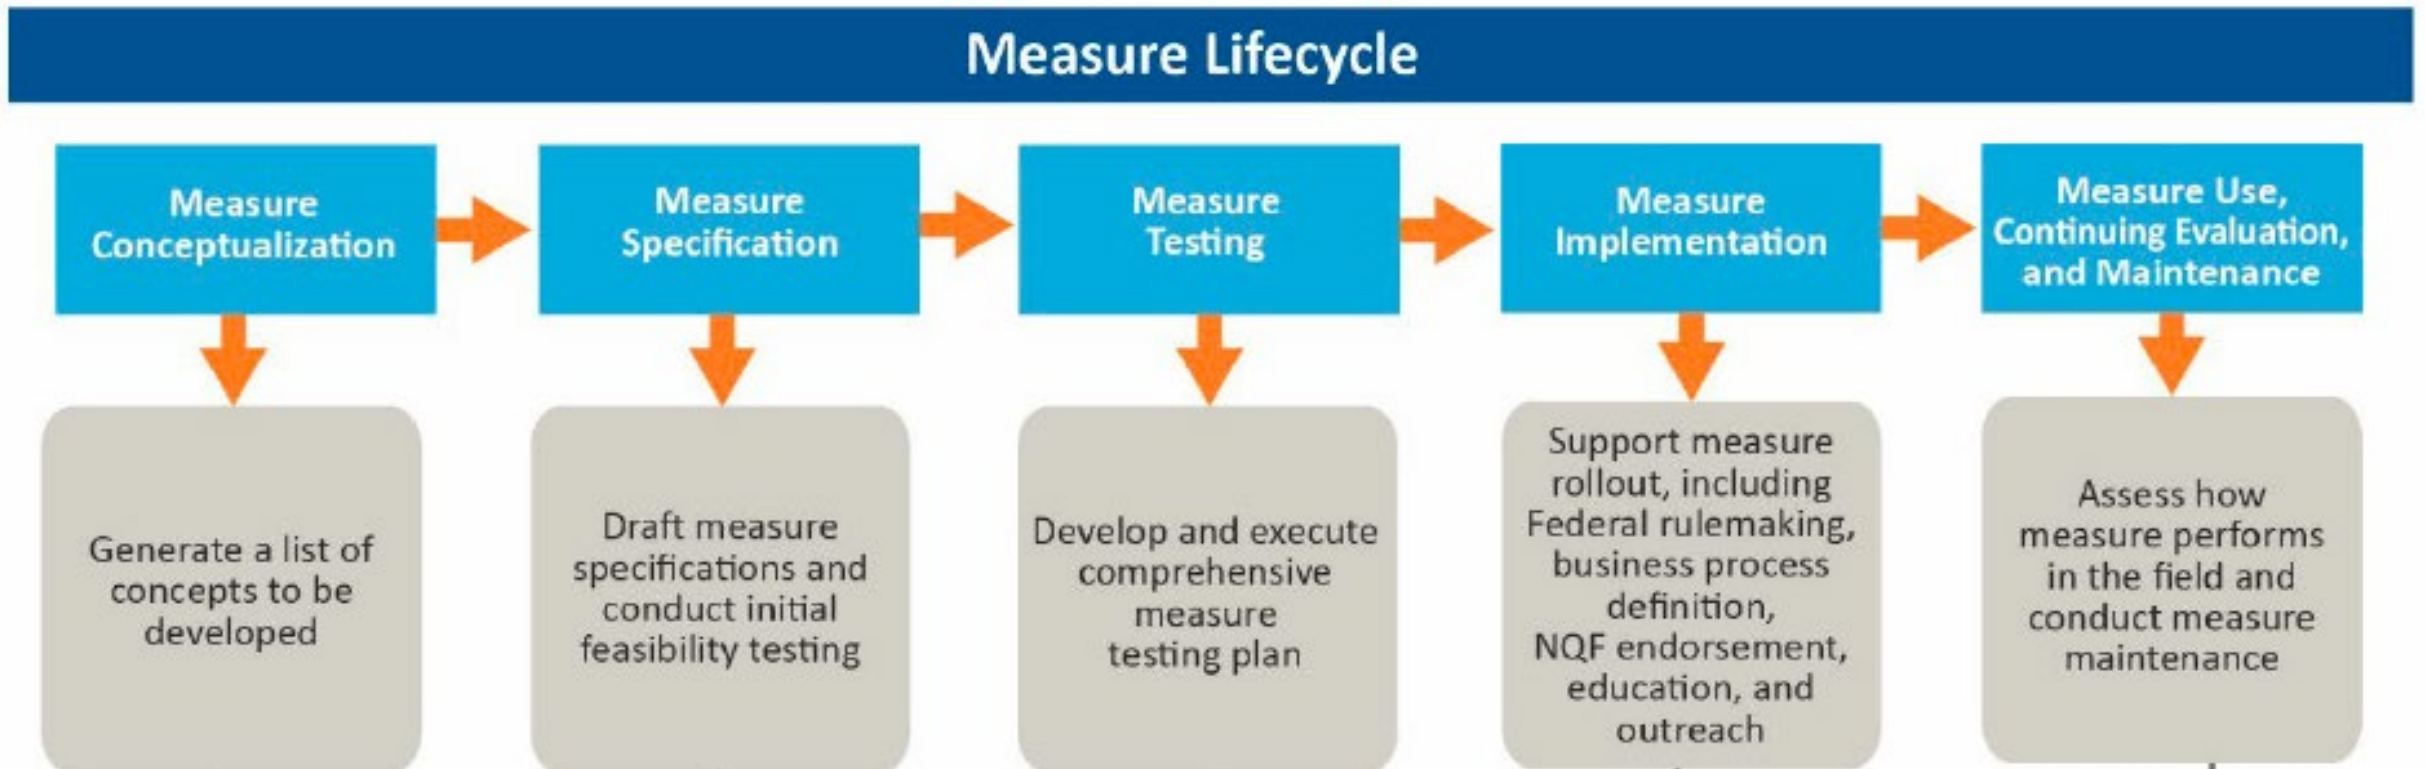 Measure Lifecycle
Measure
Conceptualization
Measure
Specification
Measure
Testing
Measure
Implementation
Measure Use,
Continuing Evaluation,
and Maintenance
Generate a list of
concepts to be
developed
Draft measure
specifications and
conduct initial
feasibility testing
Develop and execute
comprehensive
measure
testing plan
Support measure
rollout, including
Federal rulemaking,
business process
definition,
NQF endorsement,
education, and
outreach
Assess how
measure performs
in the field and
conduct measure
maintenance